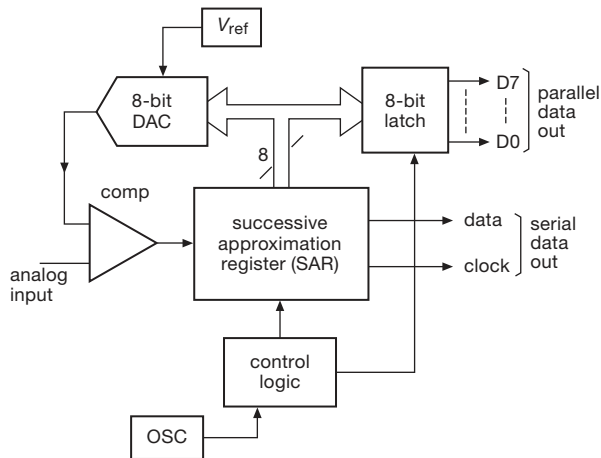 Vref
8-bit
DAC
8-bit
latch
D7
D0
parallel
data
out
8
comp
successive
approximation
register (SAR)
data
clock
serial
data
out
analog
input
control
logic
OSC